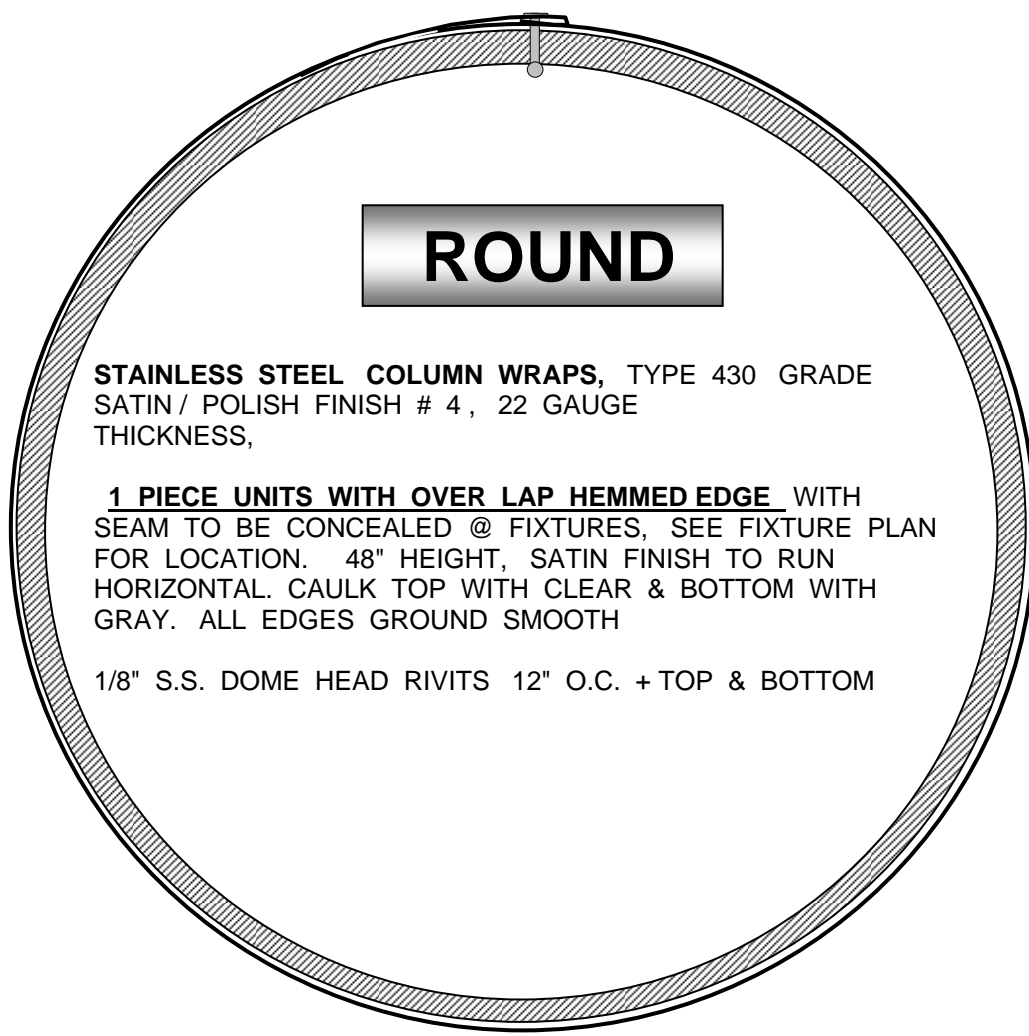 ROUND
STAINLESS STEEL COLUMN WRAPS, TYPE 430 GRADE
SATIN / POLISH FINISH # 4 , 22 GAUGE
THICKNESS,
1 PIECE UNITS WITH OVER LAP HEMMED EDGE WITH
SEAM TO BE CONCEALED @ FIXTURES, SEE FIXTURE PLAN
FOR LOCATION. 48" HEIGHT, SATIN FINISH TO RUN
HORIZONTAL. CAULK TOP WITH CLEAR & BOTTOM WITH
GRAY. ALL EDGES GROUND SMOOTH
1/8" S.S. DOME HEAD RIVITS 12" O.C. + TOP & BOTTOM